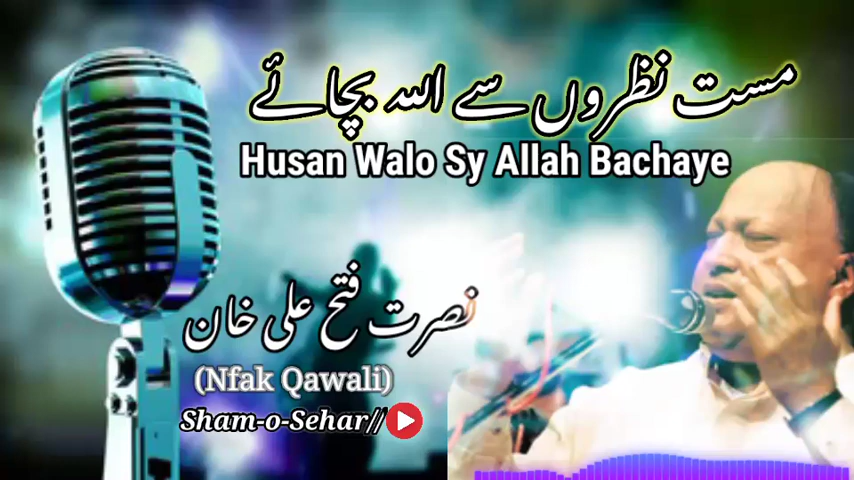 مست نظروں سے اللہ بچائے
Husan Walo Sy Allah Bachaye
نصرت فتح علی خان
(Nfak Qawali)
Sham-o-Sehar//